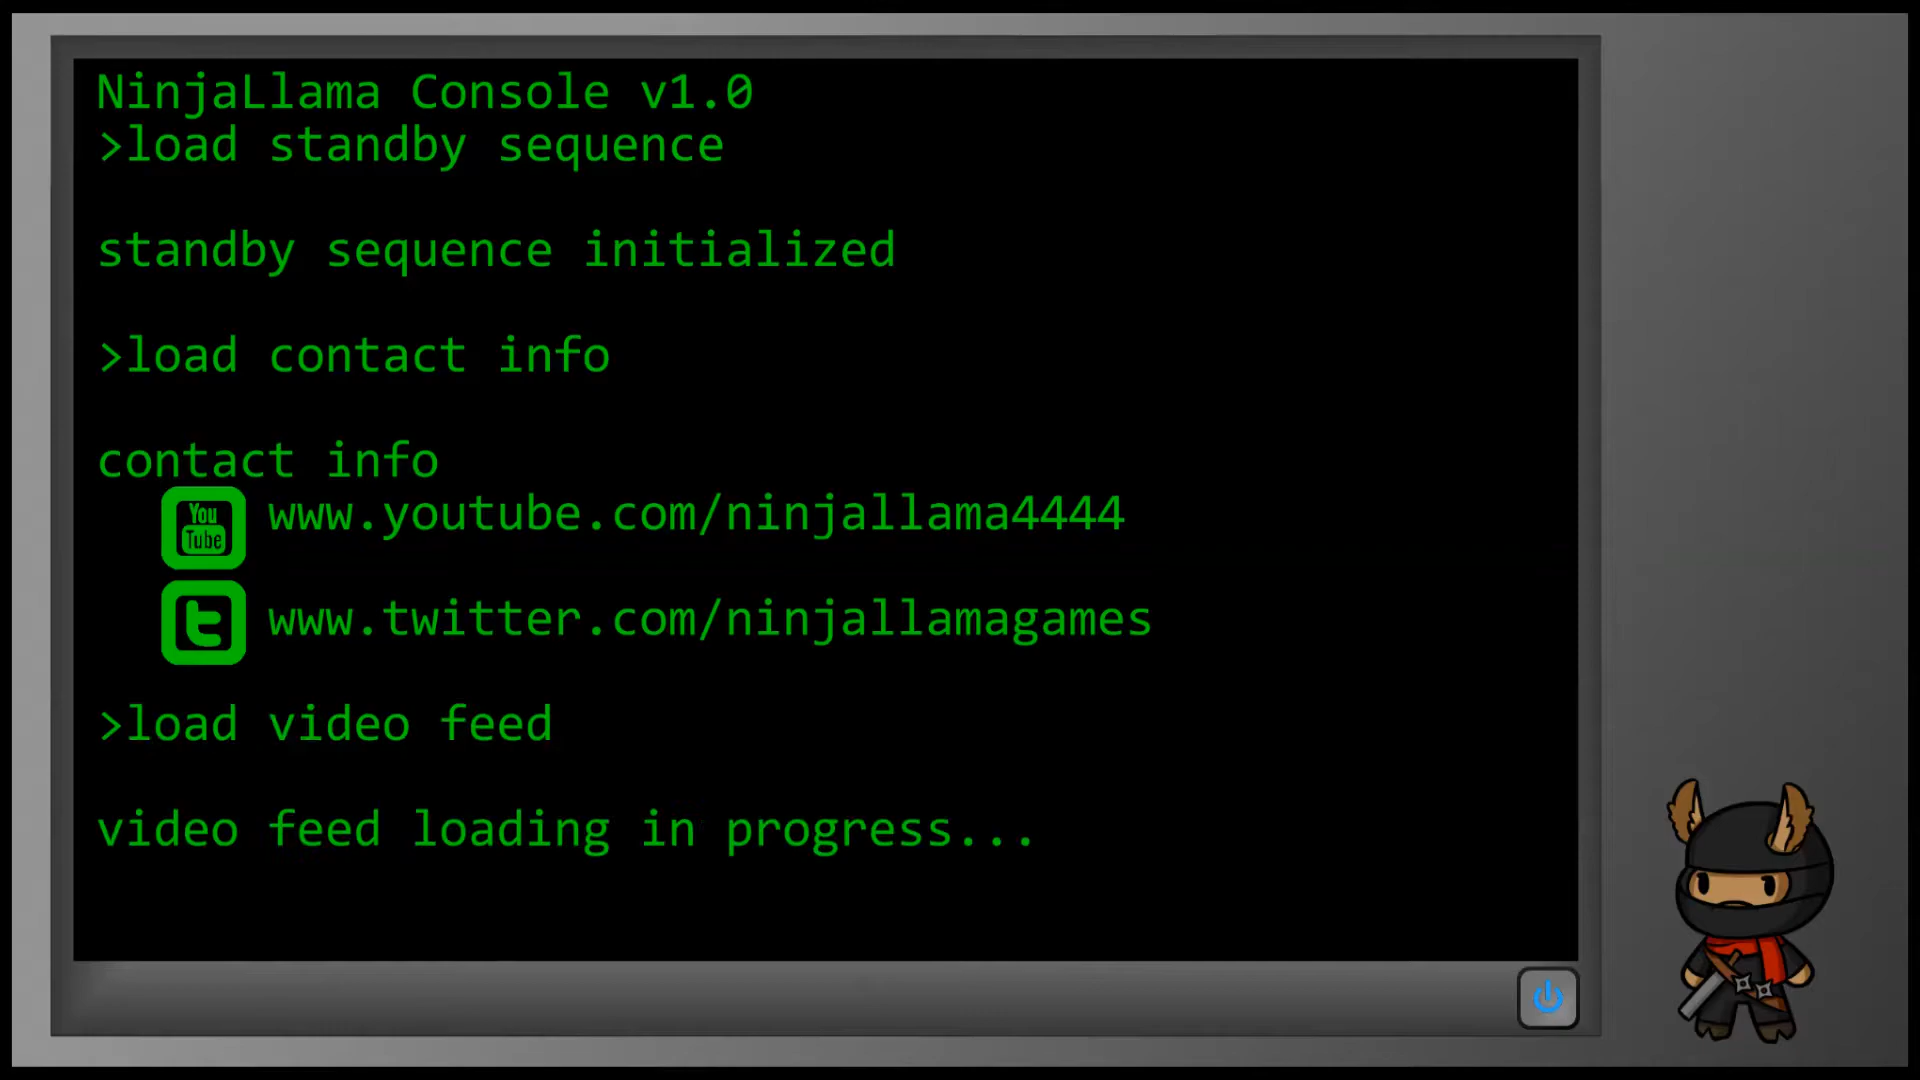 NinjaLlama Console v1.0
>load standby sequence
standby sequence initialized
>load contact info
contact info
You
Tube
www.youtube.com/ninjallama4444
t
www.twitter.com/ninjallamagames
>load video feed
video feed loading in progress...